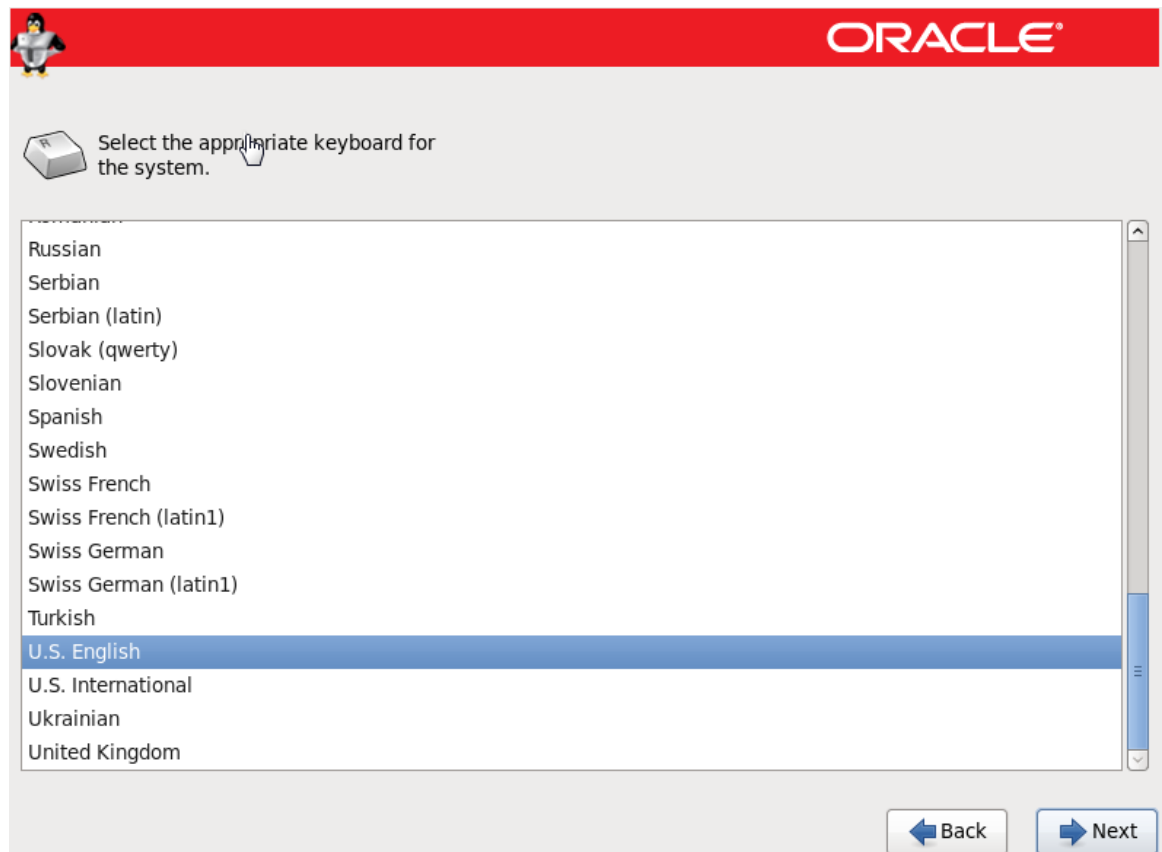 ORACLE®
Select the appropriate keyboard for
the system.
Russian
Serbian
Serbian (latin)
Slovak (qwerty)
Slovenian
Spanish
Swedish
Swiss French
Swiss French (latin1)
Swiss German
Swiss German (latin1)
Turkish
U.S. English
U.S. International
Ukrainian
United Kingdom
Back
Next